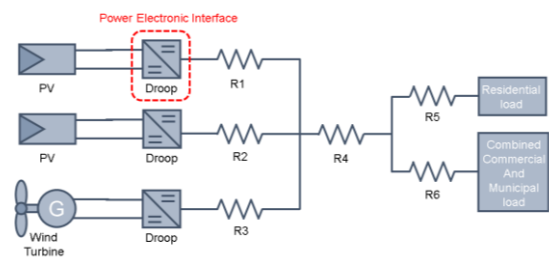 Power Electronic Interface
PV
Droop
R1
PV
Droop
R2
G
Wind
Turbine
Droop
R3
R4
R5
Residential
load
R6
Combined
Commercial
And
Municipal
load